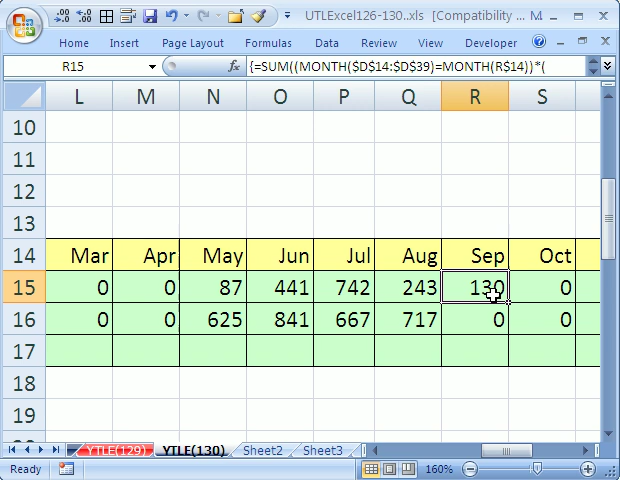 UTLExcel126-130..xls [Compatibility M
Home Insert Page Layout Formulas Data Review View Developer
R15 fx {=SUM((MONTH($D$14:$D$39)=MONTH(R$14))*(
L M N O P Q R S
10
11
12
13
14 Mar Apr May Jun Jul Aug Sep Oct
15 0 0 87 441 742 243 130 0
16 0 0 625 841 667 717 0 0
17
18
19
20
YTLE(129) YTLE(130) Sheet2 Sheet3
Ready 160%